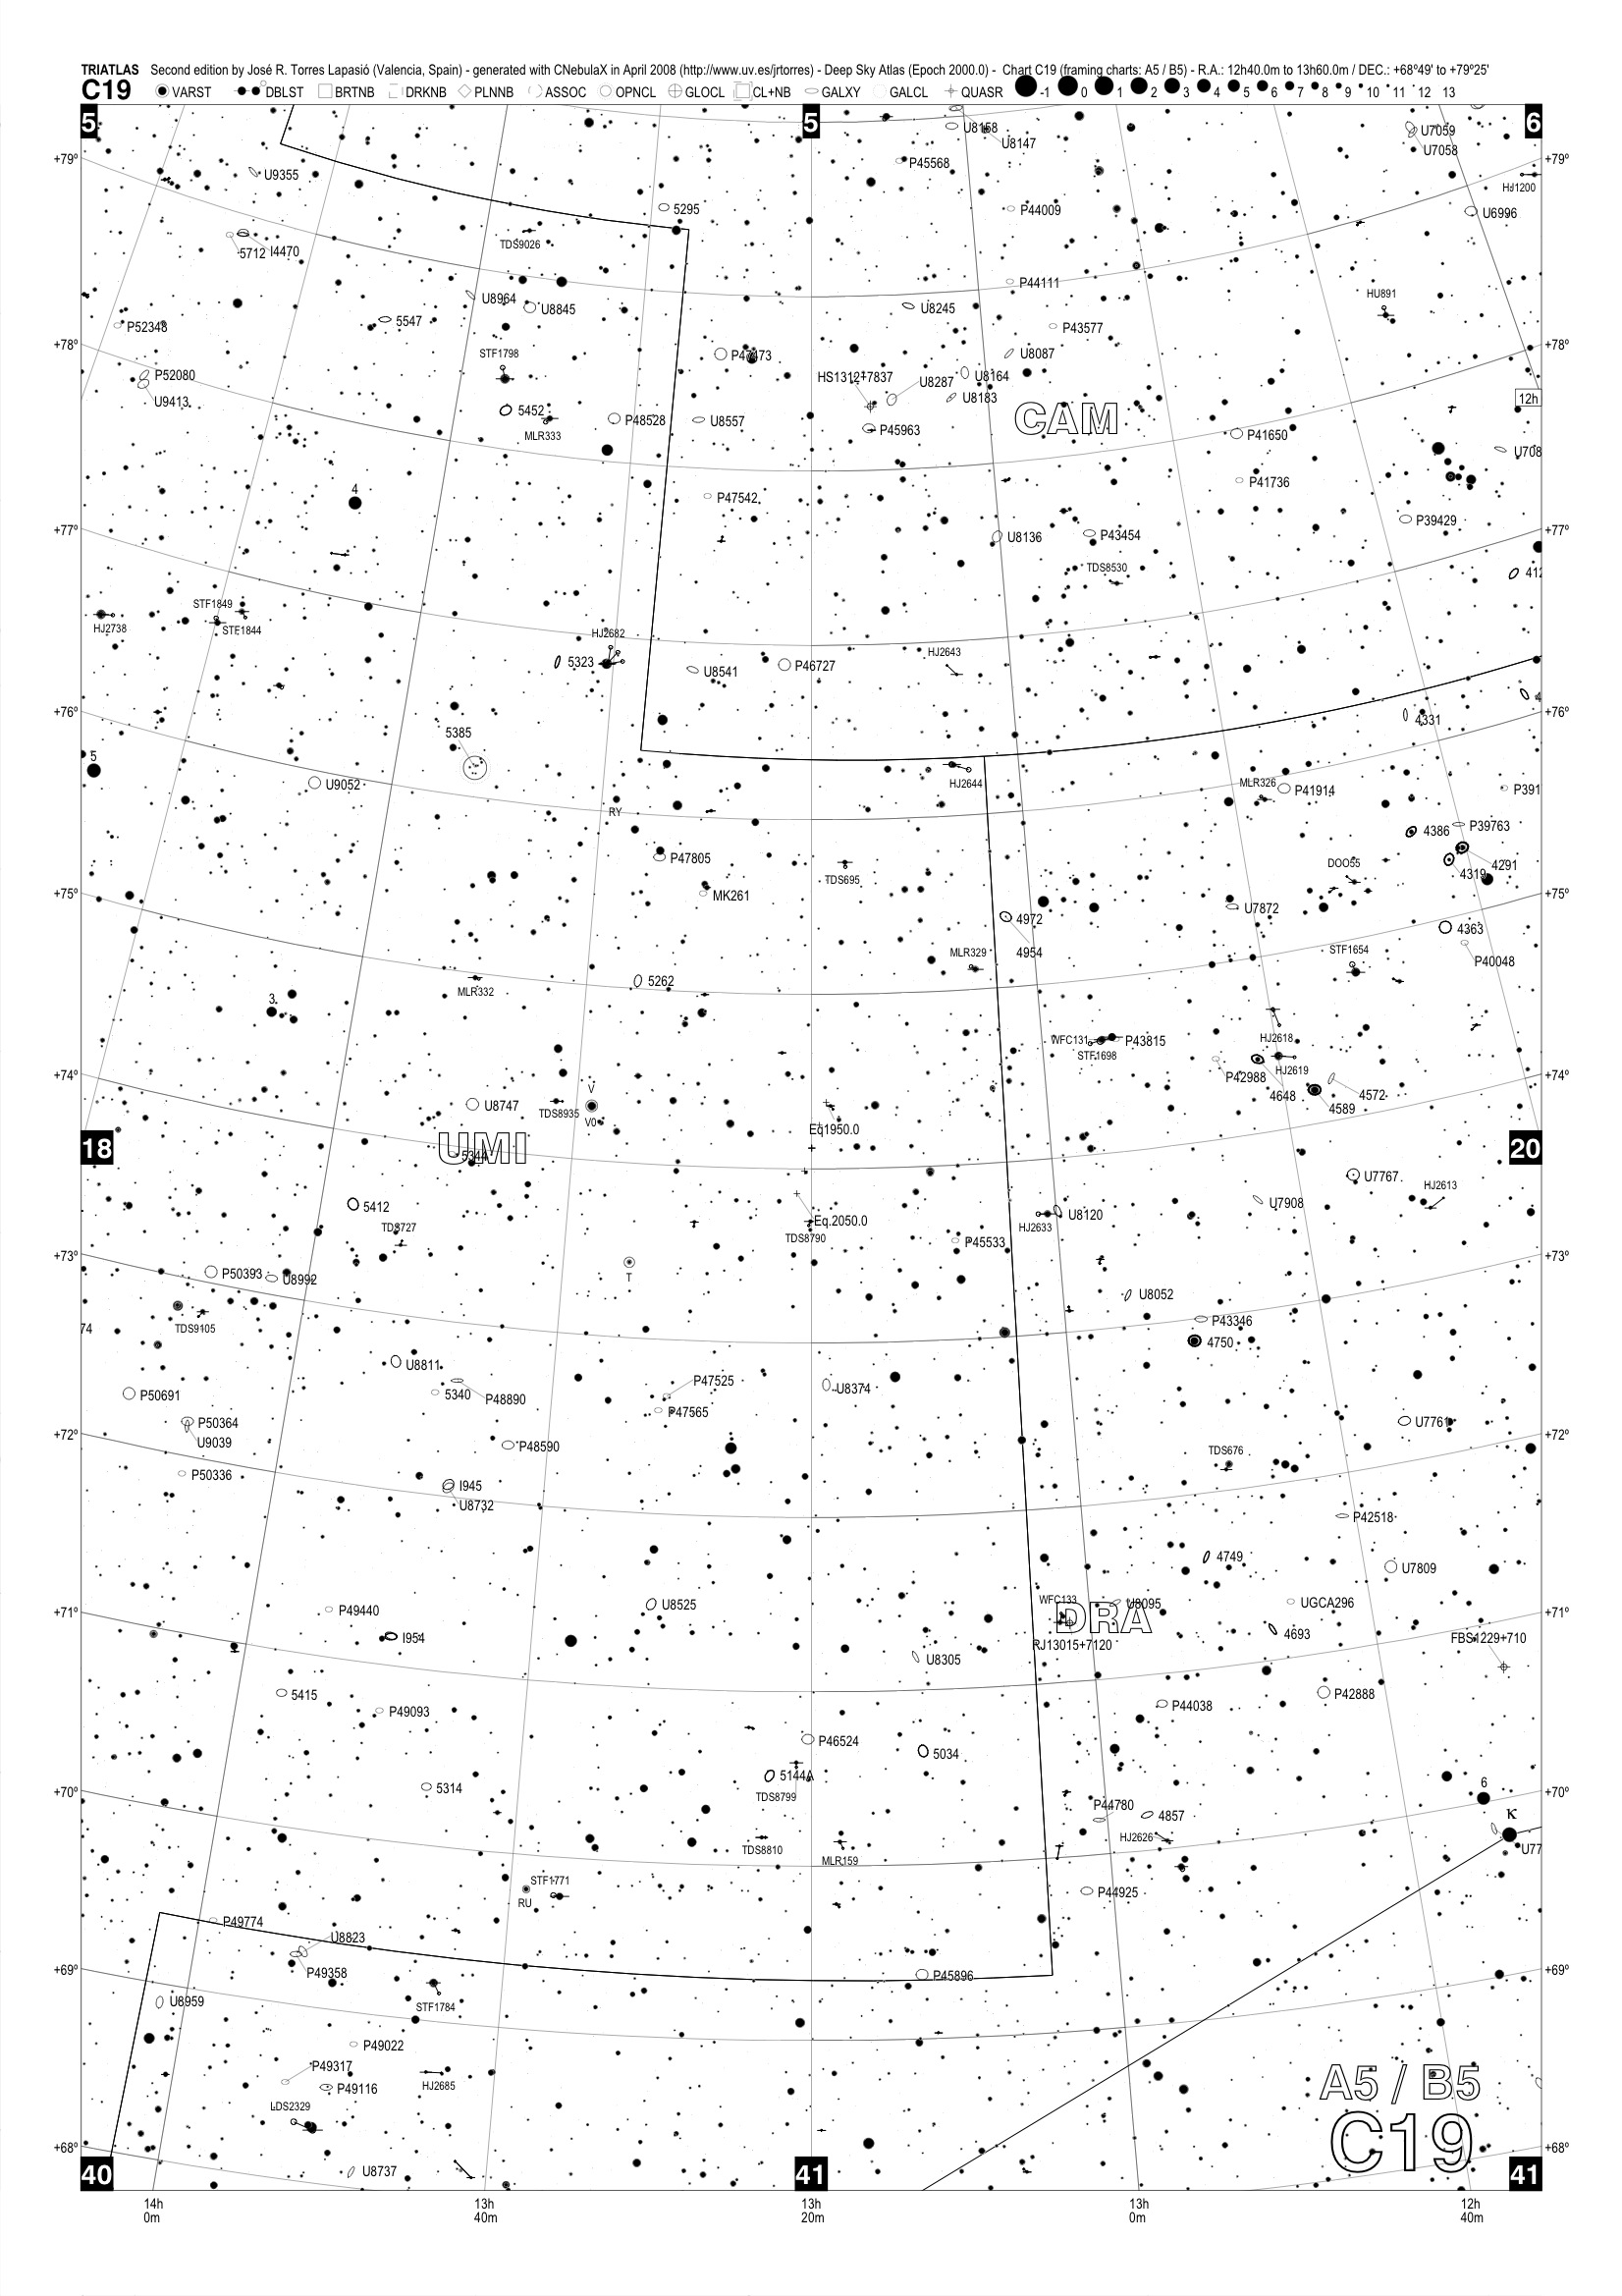 TRIATLAS Second edition by José R. Torres Lapasió (Valencia, Spain) - generated with CNebulaX in April 2008 (http://www.uv.es/jrtorres) - Deep Sky Atlas (Epoch 2000.0) - Chart C19 (framing charts: A5 / B5) - R.A.: 12h40.0m to 13h60.0m / DEC.: +68°49' to +79°25'
C19 VARST DBLST BRTNB DRKNB PLNNB ASSOC OPNCL GLOCL CL+NB GALXY GALCL QUASR -1 0 1 2 3 4 5 6 7 8 9 10 11 12 13
5 5 6
U8158
U7059
U8147
U7058
+79° P45568 +79°
U9355
HJ1200
5295 P44009 U6996
TDS9026
5712 I4470
P44111
HU891
U8964
U8845 U8245
P52348 5547 P43577
+78° +78°
STF1798 P47473 U8087
P52080 HS1312+7837 U8287 U8164
12h
U9413 U8183
5452 P48528 U8557 CAM
MLR333 P45963 P41650
U708
P41736
4 P47542
P39429
+77° +77°
U8136 P43454
TDS8530 412
STF1849
HJ2738 STF1844
HJ2682 HJ2643
5323 U8541 P46727
4
+76° 4331 +76°
5385
5
U9052 HJ2644 MLR326 P41914 P391
RY
P39763
4386
P47805 4291
TDS695 DOO55 4319
+75° MK261 +75°
U7872
4972
4363
4954 MLR329 STF1654
P40048
5262
MLR332
3
HJ2618
WFC131 P43815
STF1698
HJ2619
+74° P42988 +74°
V 4648 4572
U8747 4589
TDS8935 V0
Eq1950.0
18 UMI 20
5344
U7767
HJ2613
5412 U7908
Eq.2050.0 HJ2633 U8120
TDS8727 TDS8790
P45533
+73° +73°
P50393 U8992 T
U8052
TDS9105 P43346
74
4750
U8811
P47525
P50691 5340 P48890 U8374
P47565
P50364 U7761
+72° U9039 +72°
P48590
TDS676
P50336
I945
U8732
P42518
4749
U7809
+71° P49440 U8525 WFC133 U8095 UGCA296 +71°
DRA
I954 4693
RJ13015+7120 FBS1229+710
U8305
5415 P42888
P49093 P44038
P46524
5034
5144A
+70° 5314 TDS8799 +70°
6
P44780 κ
4857
HJ2626
TDS8810 U77
MLR159
STF1771
RU P44925
P49774
U8823
+69° P49358 P45896 +69°
U8959
STF1784
P49022
P49317
HJ2685 A5 / B5
P49116
LDS2329
C19
+68° +68°
U8737
40 41 41
14h 13h 13h 13h 12h
0m 40m 20m 0m 40m